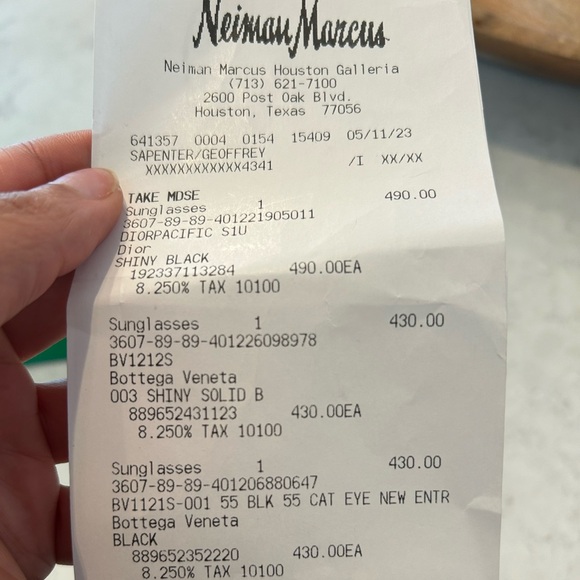 Neiman Marcus
Neiman Marcus Houston Galleria
(713) 621-7100
2600 Post Oak Blvd.
Houston, Texas 77056
641357 0004 0154 15409 05/11/23
SAPENTER/GEOFFREY /I XX/XX
XXXXXXXXXXXX4341
TAKE MDSE 490.00
Sunglasses 1
3607-89-89-401221905011
DIORPACIFIC S1U
Dior
SHINY BLACK
192337113284 490.00EA
8.250% TAX 10100
Sunglasses 1 430.00
3607-89-89-401226098978
BV1212S
Bottega Veneta
003 SHINY SOLID B
889652431123 430.00EA
8.250% TAX 10100
Sunglasses 1 430.00
3607-89-89-401206880647
BV1121S-001 55 BLK 55 CAT EYE NEW ENTR
Bottega Veneta
BLACK
889652352220 430.00EA
8.250% TAX 10100